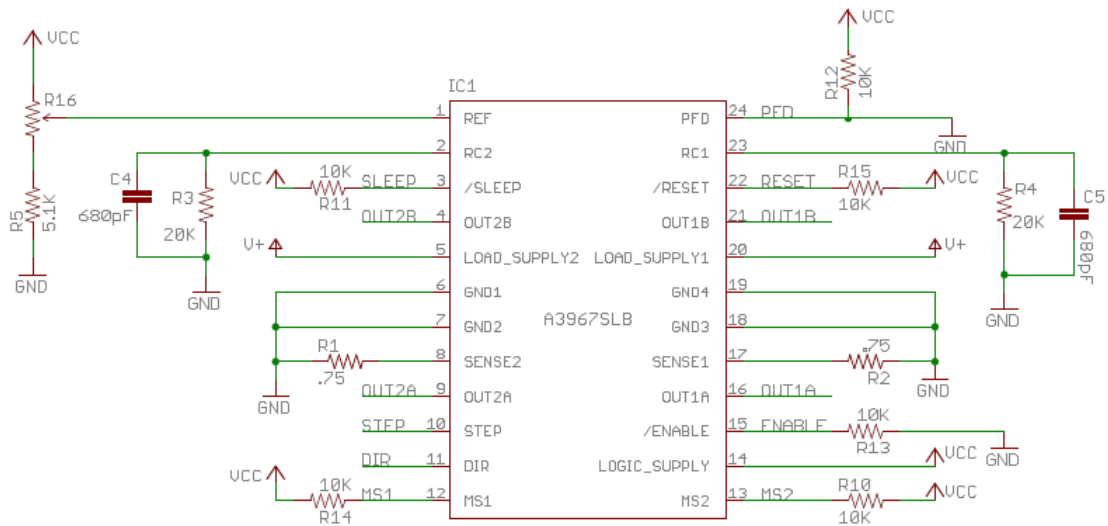 VCC
VCC
R12
10K
IC1
R16
1
REF
PFD
24
PFD
GND
2
RC2
RC1
23
C4
680pF
R3
20K
VCC
10K
SLEEP
R11
3
/SLEEP
/RESET
22
RESET
R15
10K
VCC
R4
20K
C5
680pF
R5
5.1K
OUT2B
4
OUT2B
OUT1B
21
OUT1B
V+
5
LOAD_SUPPLY2
LOAD_SUPPLY1
20
V+
GND
GND
6
GND1
GND4
19
GND
A3967SLB
7
GND2
GND3
18
R1
.75
8
SENSE2
SENSE1
17
.75
R2
GND
OUT2A
9
OUT2A
OUT1A
16
OUT1A
GND
STEP
10
STEP
/ENABLE
15
ENABLE
10K
R13
GND
DIR
11
DIR
LOGIC_SUPPLY
14
VCC
VCC
10K
R14
MS1
12
MS1
MS2
13
MS2
R10
10K
VCC